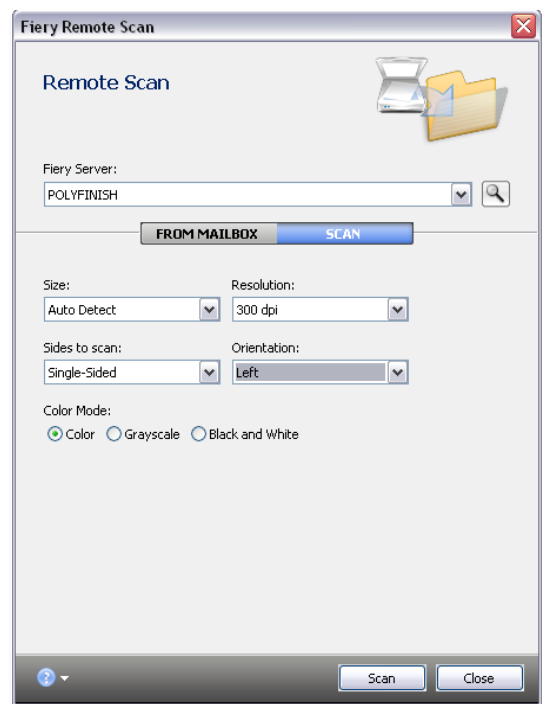 Fiery Remote Scan
Remote Scan
Fiery Server:
POLYFINISH
FROM MAILBOX SCAN
Size: Resolution:
Auto Detect 300 dpi
Sides to scan: Orientation:
Single-Sided Left
Color Mode:
Color Grayscale Black and White
Scan Close